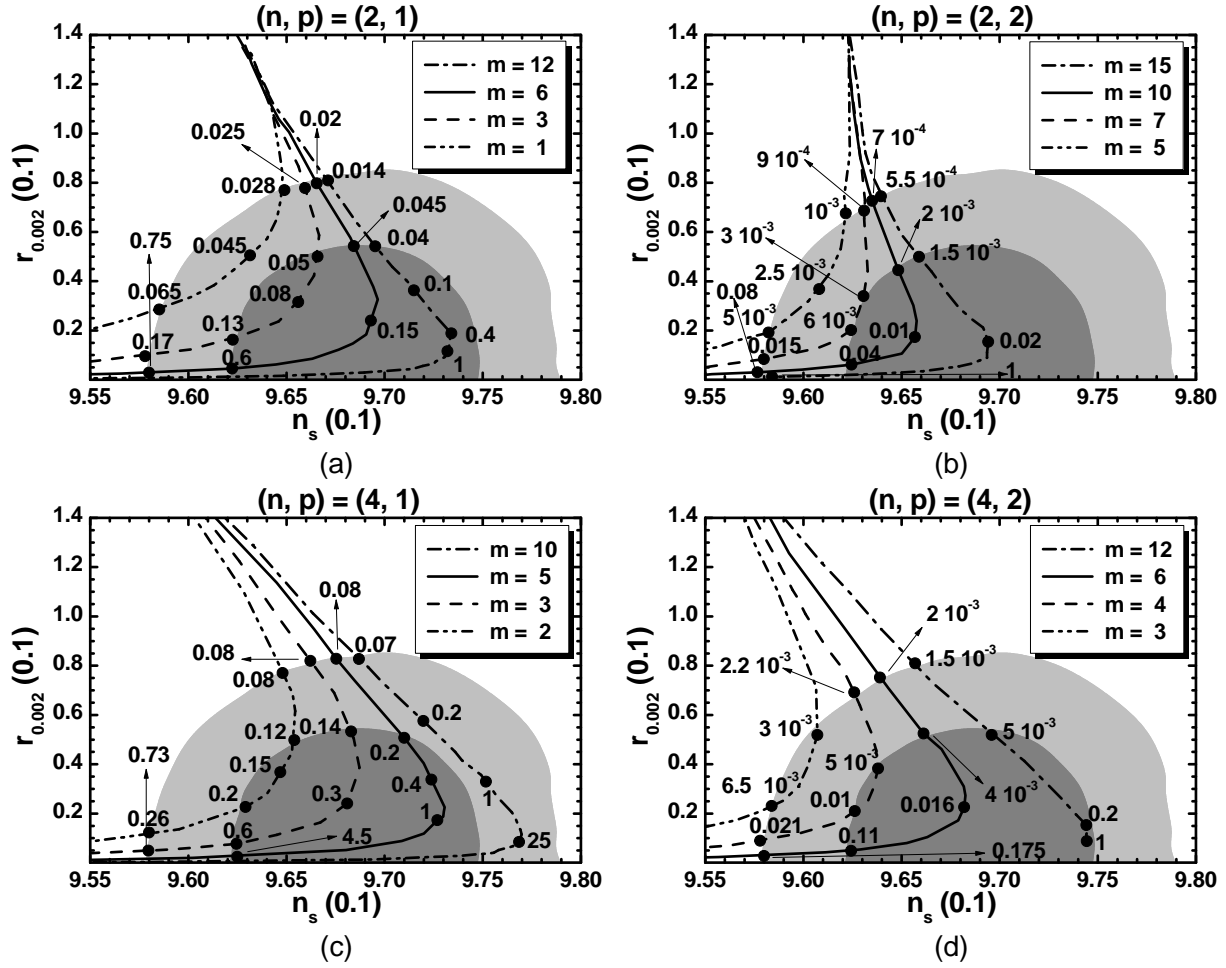 (n, p) = (2, 1)
r0.002 (0.1)
1.4
1.2
1.0
0.8
0.6
0.4
0.2
m = 12
m = 6
m = 3
m = 1
0.02
0.025
0.014
0.028
0.045
0.75
0.045
0.04
0.05
0.065
0.08
0.1
0.17
0.13
0.15
0.4
0.6
1
9.55 9.60 9.65 9.70 9.75 9.80
ns (0.1)
(a)
(n, p) = (2, 2)
r0.002 (0.1)
1.4
1.2
1.0
0.8
0.6
0.4
0.2
m = 15
m = 10
m = 7
m = 5
7 10-4
9 10-4
5.5 10-4
10-3
2 10-3
3 10-3
1.5 10-3
2.5 10-3
0.08
5 10-3
6 10-3
0.015
0.01
0.02
0.04
1
9.55 9.60 9.65 9.70 9.75 9.80
ns (0.1)
(b)
(n, p) = (4, 1)
r0.002 (0.1)
1.4
1.2
1.0
0.8
0.6
0.4
0.2
m = 10
m = 5
m = 3
m = 2
0.08
0.08
0.07
0.08
0.2
0.12
0.14
0.73
0.2
0.15
0.4
1
0.2
0.3
0.26
1
0.6
4.5
25
9.55 9.60 9.65 9.70 9.75 9.80
ns (0.1)
(c)
(n, p) = (4, 2)
r0.002 (0.1)
1.4
1.2
1.0
0.8
0.6
0.4
0.2
m = 12
m = 6
m = 4
m = 3
2 10-3
2.2 10-3
1.5 10-3
3 10-3
5 10-3
5 10-3
6.5 10-3
0.01
4 10-3
0.016
0.2
0.021
0.11
1
0.175
9.55 9.60 9.65 9.70 9.75 9.80
ns (0.1)
(d)